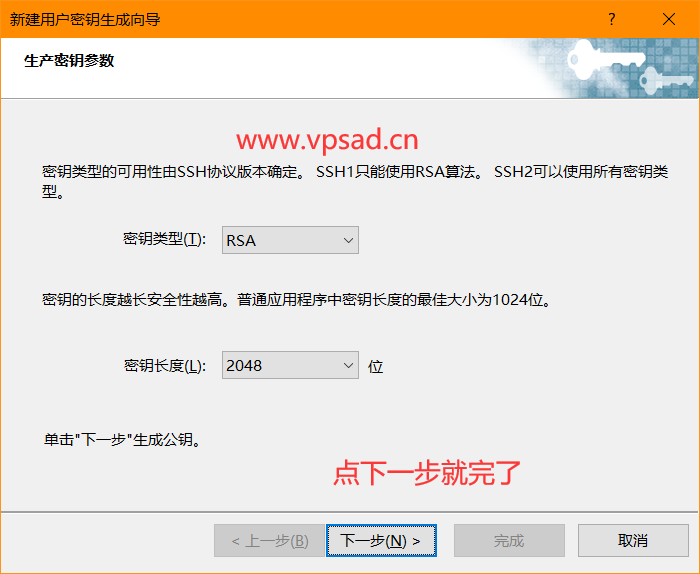 新建用户密钥生成向导
?
生产密钥参数
www.vpsad.cn
密钥类型的可用性由SSH协议版本确定。 SSH1只能使用RSA算法。 SSH2可以使用所有密钥类
型。
密钥类型(T): RSA
密钥的长度越长安全性越高。普通应用程序中密钥长度的最佳大小为1024位。
密钥长度(L): 2048 位
单击"下一步"生成公钥。
点下一步就完了
< 上一步(B) 下一步(N) > 完成 取消